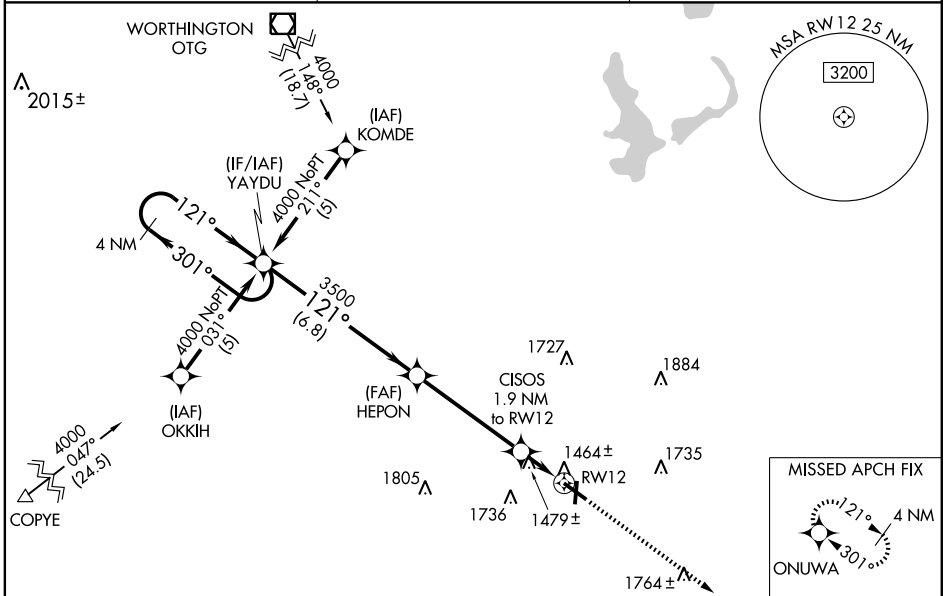 WORTHINGTON
OTG
4000
148°
(18.7)
2015±
(IAF)
KOMDE
(IF/IAF)
YAYDU
4000 NoPT
211°
(5)
MSA RW12 25 NM
3200
4 NM
121°
301°
4000 NoPT
031°
(5)
3500
121°
(6.8)
(IAF)
OKKIH
(FAF)
HEPON
CISOS
1.9 NM
to RW12
1727
1884
4000
047°
(24.5)
COPYE
1805
1736
1479±
1464±
RW12
1735
1764±
MISSED APCH FIX
121°
4 NM
301°
ONUWA